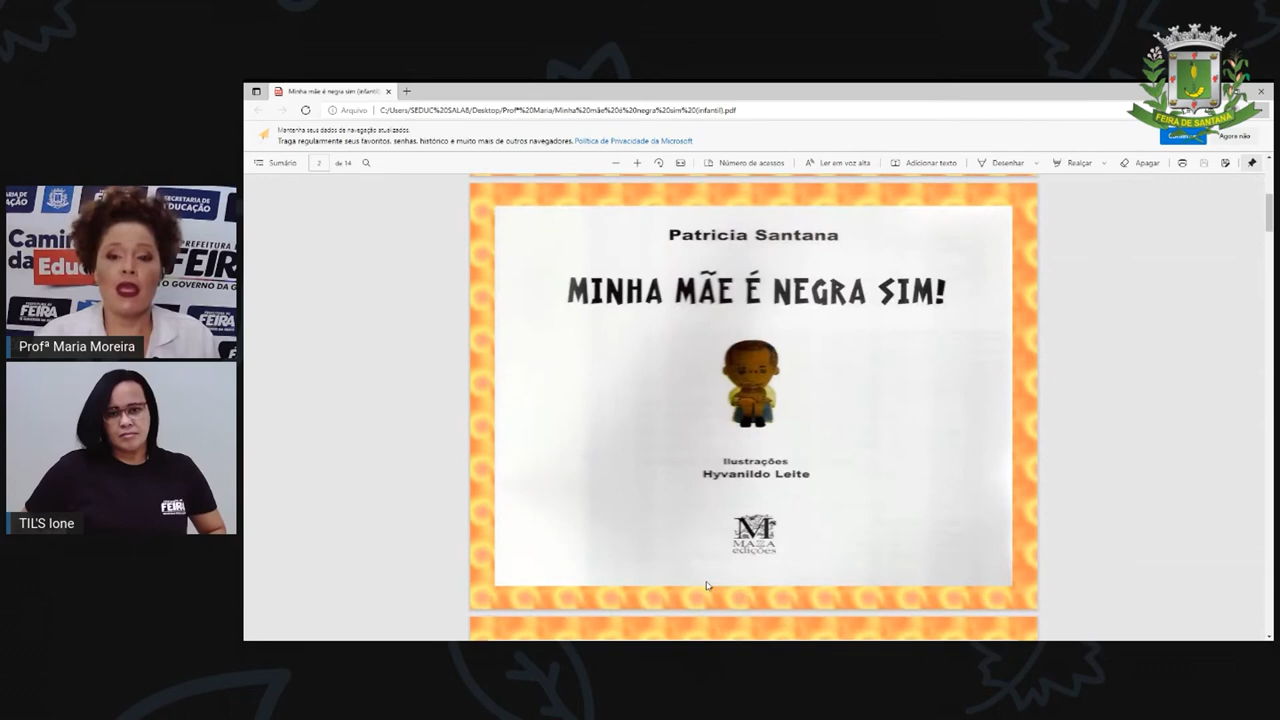 FEIRA DE SANTANA
Minha mãe é negra sim (infantil).
Arquivo
C:/Users/SEDUC%20SALA8/Desktop/Profª%20Maria/Minha%20mãe%20é%20negra%20sim%20(infantil).pdf
Mantenha seus dados de navegação atualizados.
Traga regularmente seus favoritos, senhas, histórico e muito mais de outros navegadores. Política de Privacidade da Microsoft
Agora não
Sumário 2 de 14 Número de acessos Ler em voz alta Adicionar texto Desenhar Realçar Apagar
Patricia Santana
MINHA MÃE É NEGRA SIM!
Ilustrações
Hyvanildo Leite
M
MAZA
edições
SECRETARIA DE
EDUCAÇÃO
PREFEITURA
FEIRA
Profª Maria Moreira
FEIRA
TIL'S Ione